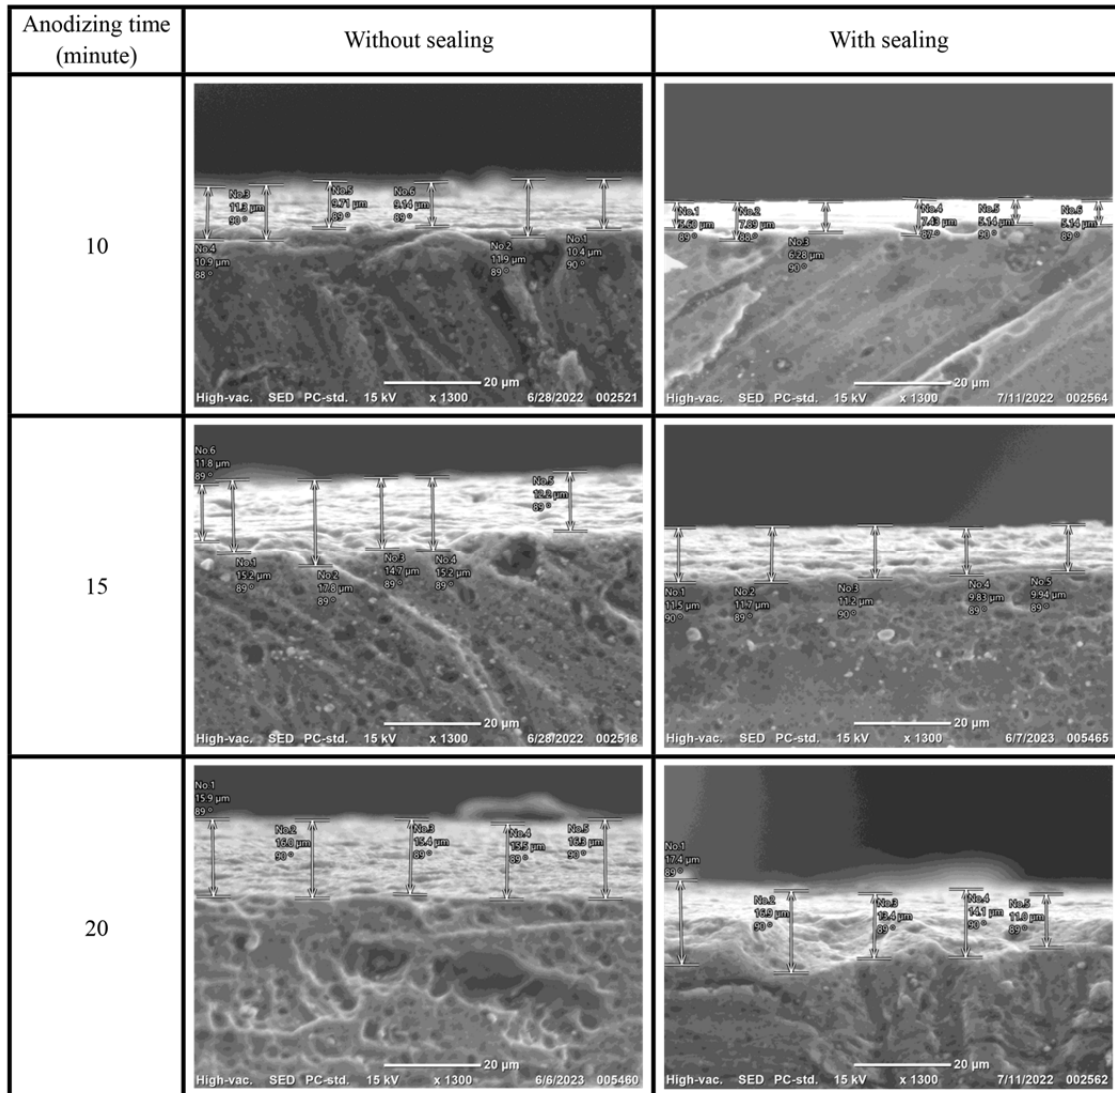 Anodizing time
(minute)
Without sealing
With sealing
10
No.3
11.3 µm
90 °
No.5
9.71 µm
89 °
No.6
9.14 µm
89 °
No.4
10.9 µm
88 °
No.2
11.9 µm
89 °
No.1
10.4 µm
90 °
20 µm
High-vac. SED PC-std. 15 kV x 1300 6/28/2022 002521
No.1
5.60 µm
89 °
No.2
7.89 µm
88 °
No.3
6.28 µm
90 °
No.4
7.43 µm
87 °
No.5
5.14 µm
90 °
No.6
5.14 µm
89 °
20 µm
High-vac. SED PC-std. 15 kV x 1300 7/11/2022 002564
15
No.6
11.8 µm
89 °
No.5
12.2 µm
89 °
No.1
15.2 µm
89 °
No.2
17.8 µm
89 °
No.3
14.7 µm
89 °
No.4
15.2 µm
89 °
20 µm
High-vac. SED PC-std. 15 kV x 1300 6/28/2022 002518
No.1
11.5 µm
90 °
No.2
11.7 µm
89 °
No.3
11.2 µm
90 °
No.4
9.83 µm
89 °
No.5
9.94 µm
89 °
20 µm
High-vac. SED PC-std. 15 kV x 1300 6/7/2023 005465
20
No.1
15.9 µm
89 °
No.2
16.0 µm
90 °
No.3
15.4 µm
89 °
No.4
15.5 µm
89 °
No.5
16.3 µm
90 °
20 µm
High-vac. SED PC-std. 15 kV x 1300 6/6/2023 005460
No.1
17.4 µm
89 °
No.2
16.9 µm
90 °
No.3
13.4 µm
89 °
No.4
14.1 µm
90 °
No.5
11.0 µm
89 °
20 µm
High-vac. SED PC-std. 15 kV x 1300 7/11/2022 002562